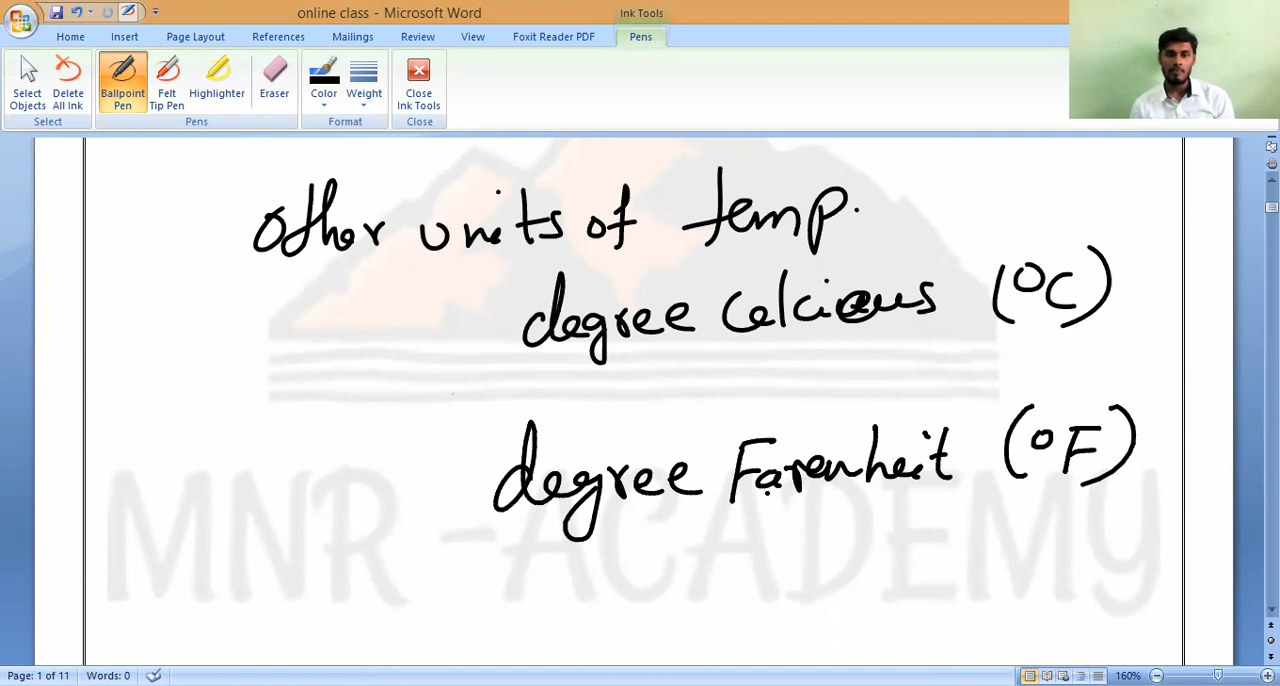 online class - Microsoft Word
Ink Tools
Home Insert Page Layout References Mailings Review View Foxit Reader PDF Pens
Select Objects
Delete All Ink
Ballpoint Pen
Felt Tip Pen
Highlighter
Eraser
Color
Weight
Close Ink Tools
Select Pens Format Close
other units of temp.
degree celcieus (°C)
degree Farenheit (°F)
MNR-ACADEMY
Page: 1 of 11 Words: 0 160%